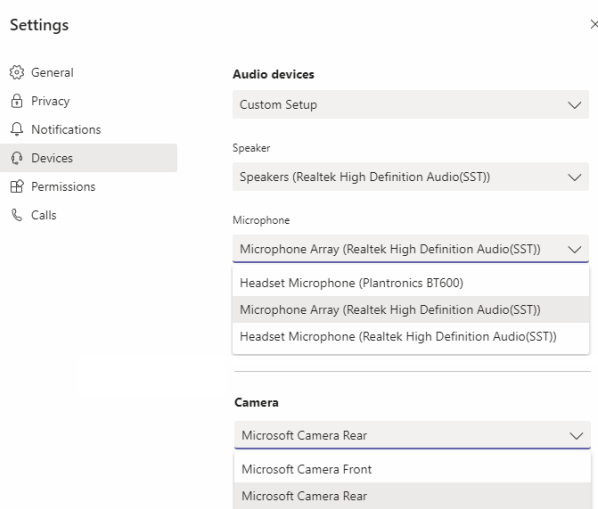 Settings
General
Privacy
Notifications
Devices
Permissions
Calls
Audio devices
Custom Setup
Speaker
Speakers (Realtek High Definition Audio(SST))
Microphone
Microphone Array (Realtek High Definition Audio(SST))
Headset Microphone (Plantronics BT600)
Microphone Array (Realtek High Definition Audio(SST))
Headset Microphone (Realtek High Definition Audio(SST))
Camera
Microsoft Camera Rear
Microsoft Camera Front
Microsoft Camera Rear